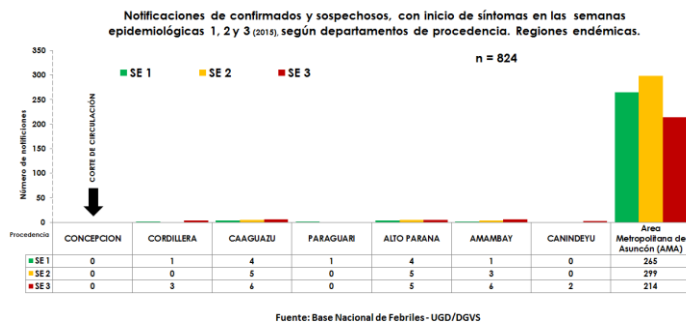 Notificaciones de confirmados y sospechosos, con inicio de síntomas en las semanas
epidemiológicas 1, 2 y 3 (2015), según departamentos de procedencia. Regiones endémicas.
n = 824
SE 1 SE 2 SE 3
Número de notificiones
350
300
250
200
150
100
50
0
CORTE DE CIRCULACIÓN
Procedencia CONCEPCION CORDILLERA CAAGUAZU PARAGUARI ALTO PARANA AMAMBAY CANINDEYU Area
Metropolitana de
Asuncón (AMA)
SE 1 0 1 4 1 4 1 0 265
SE 2 0 0 5 0 5 3 0 299
SE 3 0 3 6 0 5 6 2 214
Fuente: Base Nacional de Febriles - UGD/DGVS